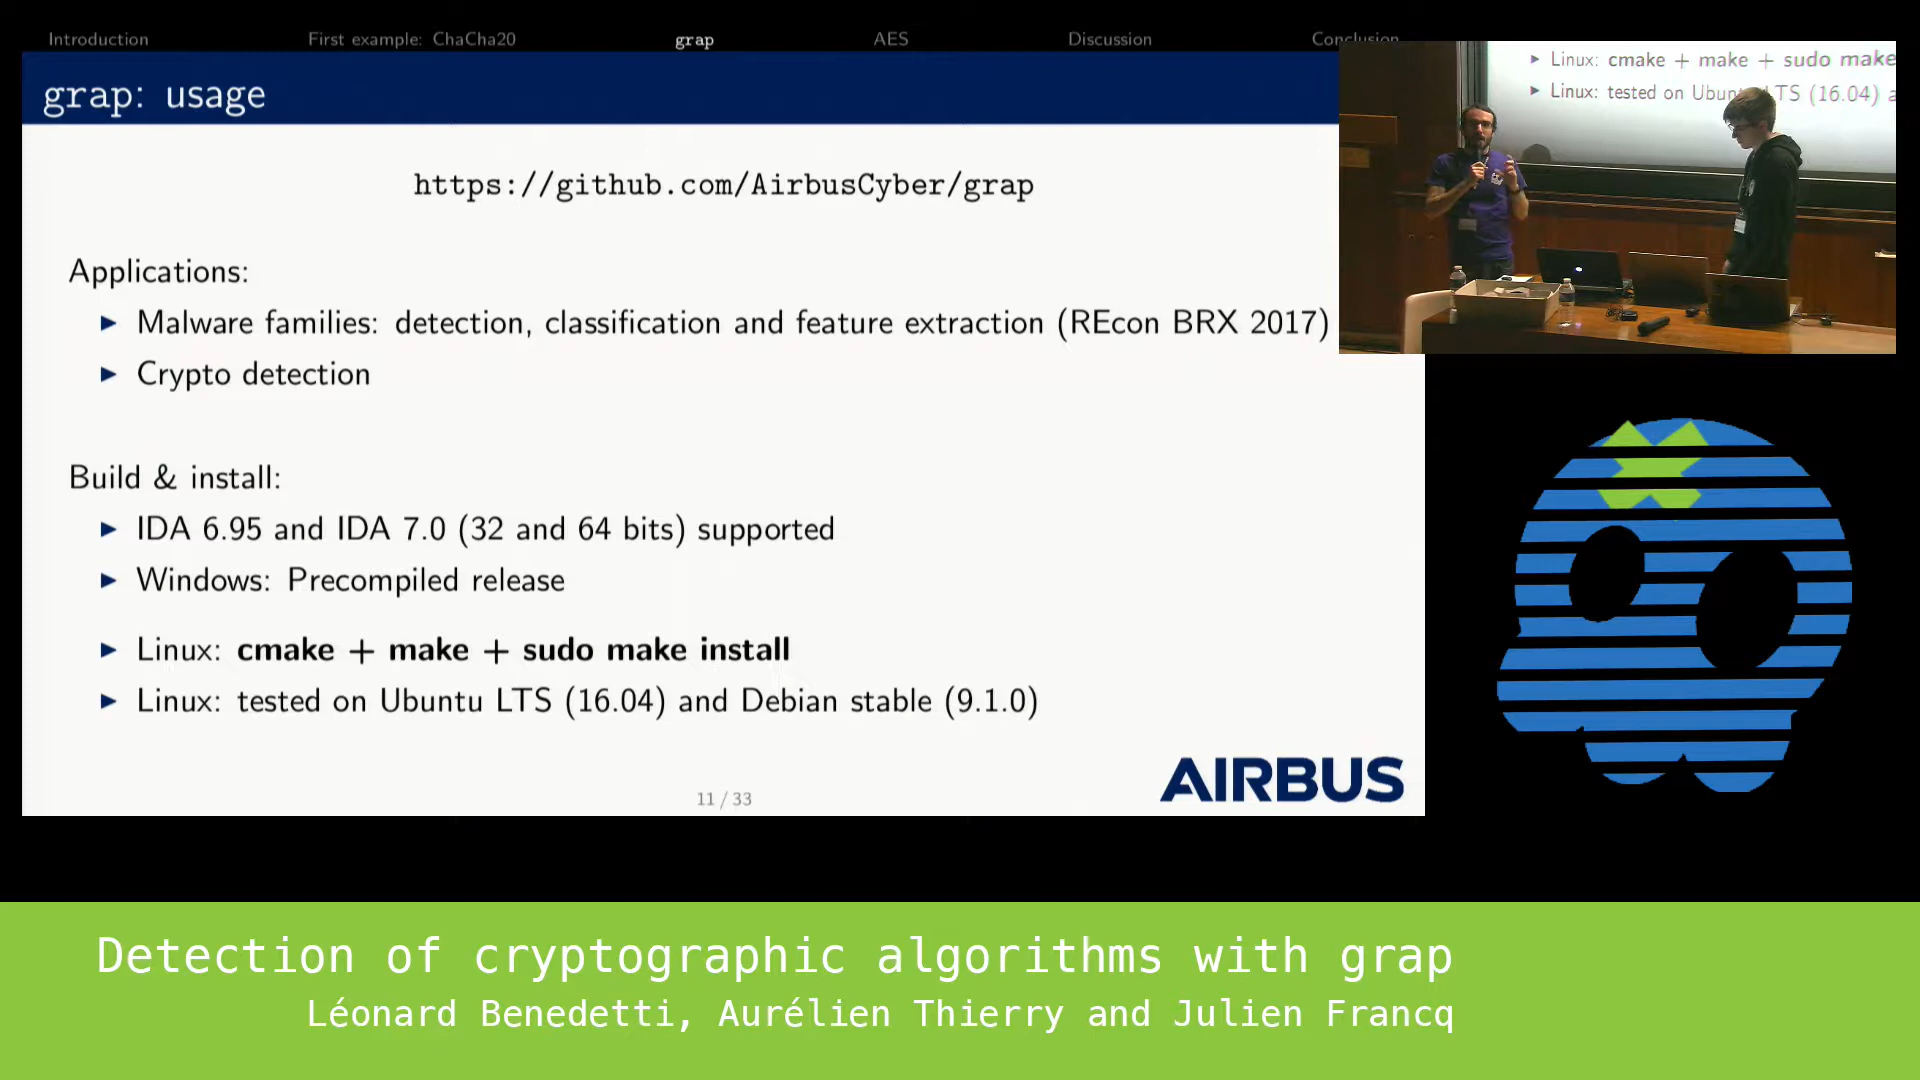 Introduction First example: ChaCha20 grap AES Discussion Conclusion
grap: usage
https://github.com/AirbusCyber/grap
Applications:
▶ Malware families: detection, classification and feature extraction (REcon BRX 2017)
▶ Crypto detection
Build & install:
▶ IDA 6.95 and IDA 7.0 (32 and 64 bits) supported
▶ Windows: Precompiled release
▶ Linux: cmake + make + sudo make install
▶ Linux: tested on Ubuntu LTS (16.04) and Debian stable (9.1.0)
11 / 33
AIRBUS
▶ Linux: cmake + make + sudo make
▶ Linux: tested on LTS (16.04)
Detection of cryptographic algorithms with grap
Léonard Benedetti, Aurélien Thierry and Julien Francq